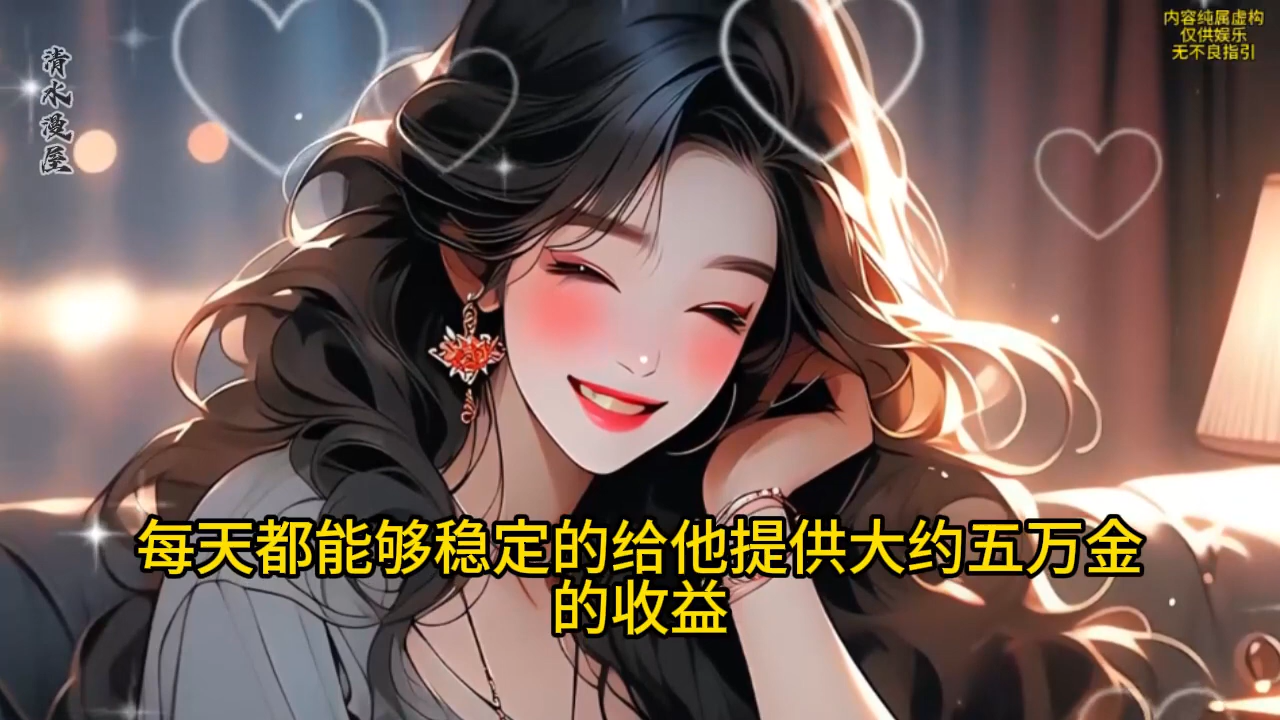 清水漫屋
内容纯属虚构
仅供娱乐
无不良指引
每天都能够稳定的给他提供大约五万金
的收益